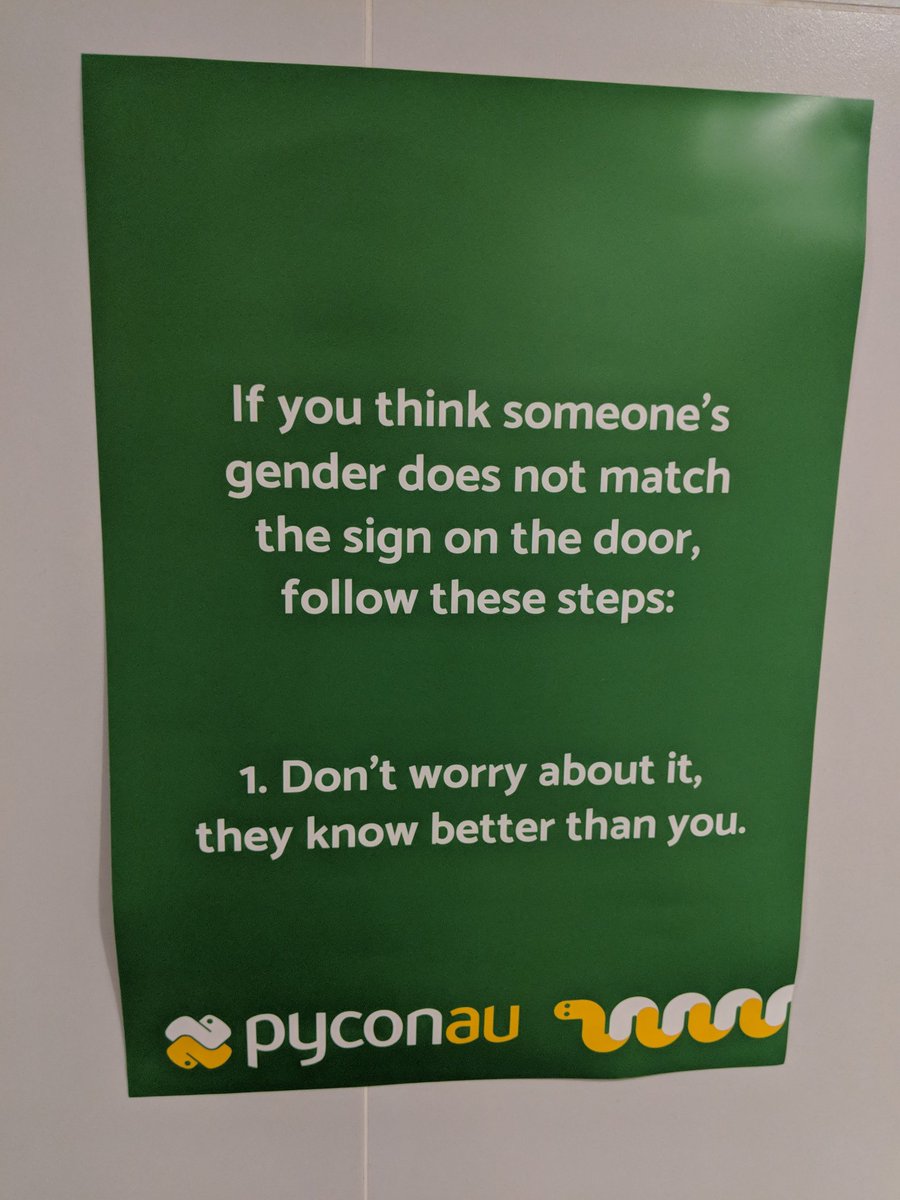 If you think someone's
gender does not match
the sign on the door,
follow these steps:
1. Don't worry about it,
they know better than you.
pyconau